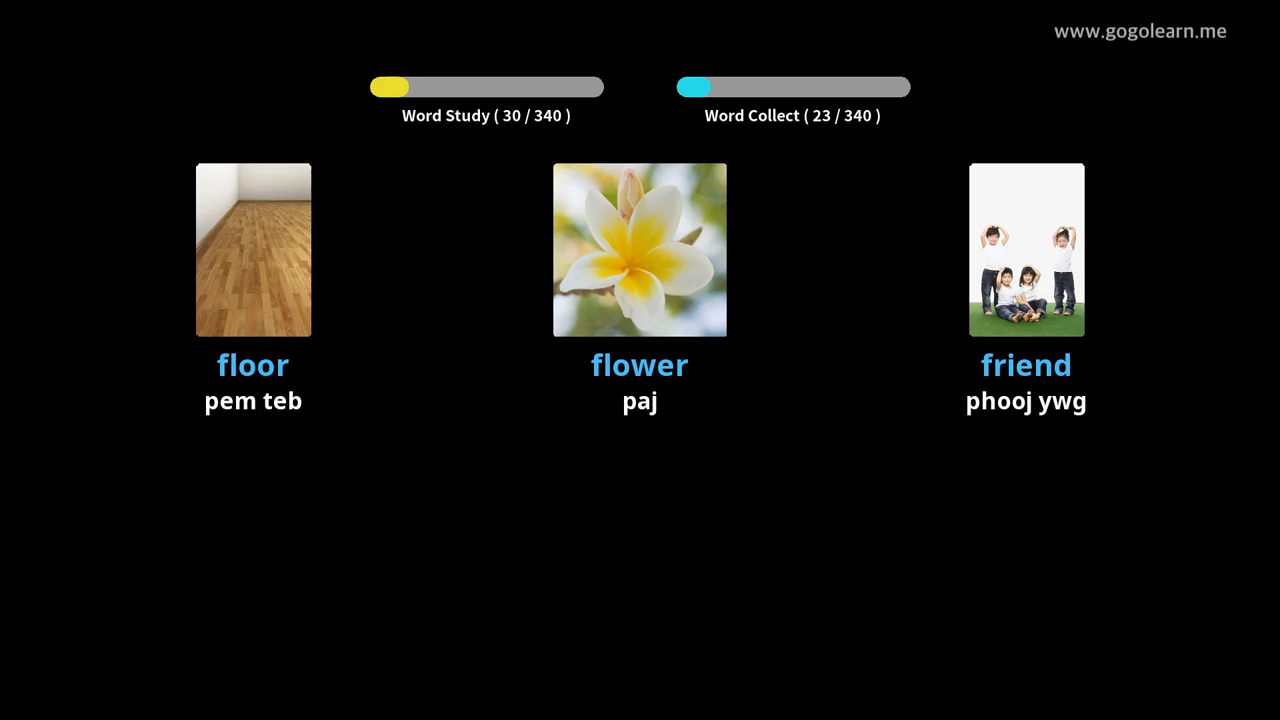 www.gogolearn.me
Word Study ( 30 / 340 )
Word Collect ( 23 / 340 )
floor
pem teb
flower
paj
friend
phooj ywg